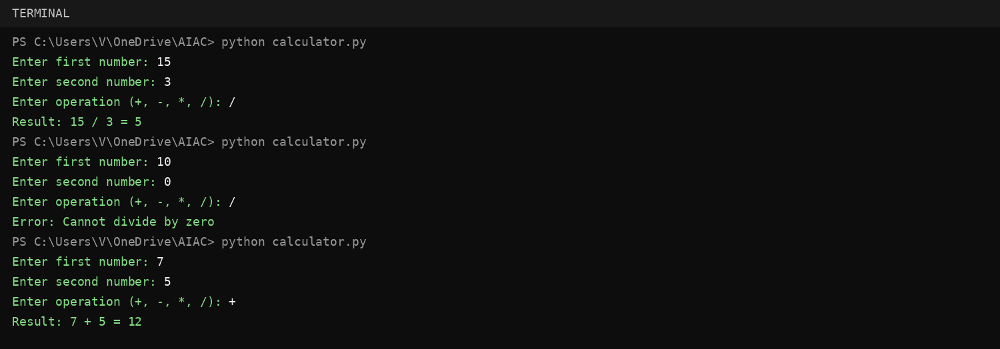 TERMINAL
PS C:\Users\V\OneDrive\AIAC> python calculator.py
Enter first number: 15
Enter second number: 3
Enter operation (+, -, *, /): /
Result: 15 / 3 = 5
PS C:\Users\V\OneDrive\AIAC> python calculator.py
Enter first number: 10
Enter second number: 0
Enter operation (+, -, *, /): /
Error: Cannot divide by zero
PS C:\Users\V\OneDrive\AIAC> python calculator.py
Enter first number: 7
Enter second number: 5
Enter operation (+, -, *, /): +
Result: 7 + 5 = 12